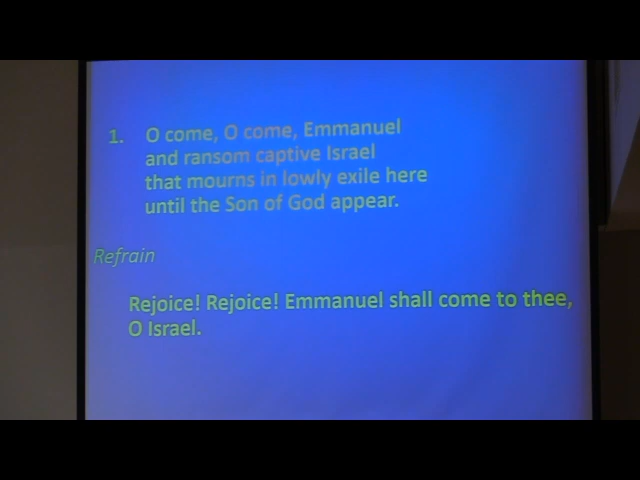 1. O come, O come, Emmanuel
and ransom captive Israel
that mourns in lowly exile here
until the Son of God appear.
Refrain
Rejoice! Rejoice! Emmanuel shall come to thee,
O Israel.